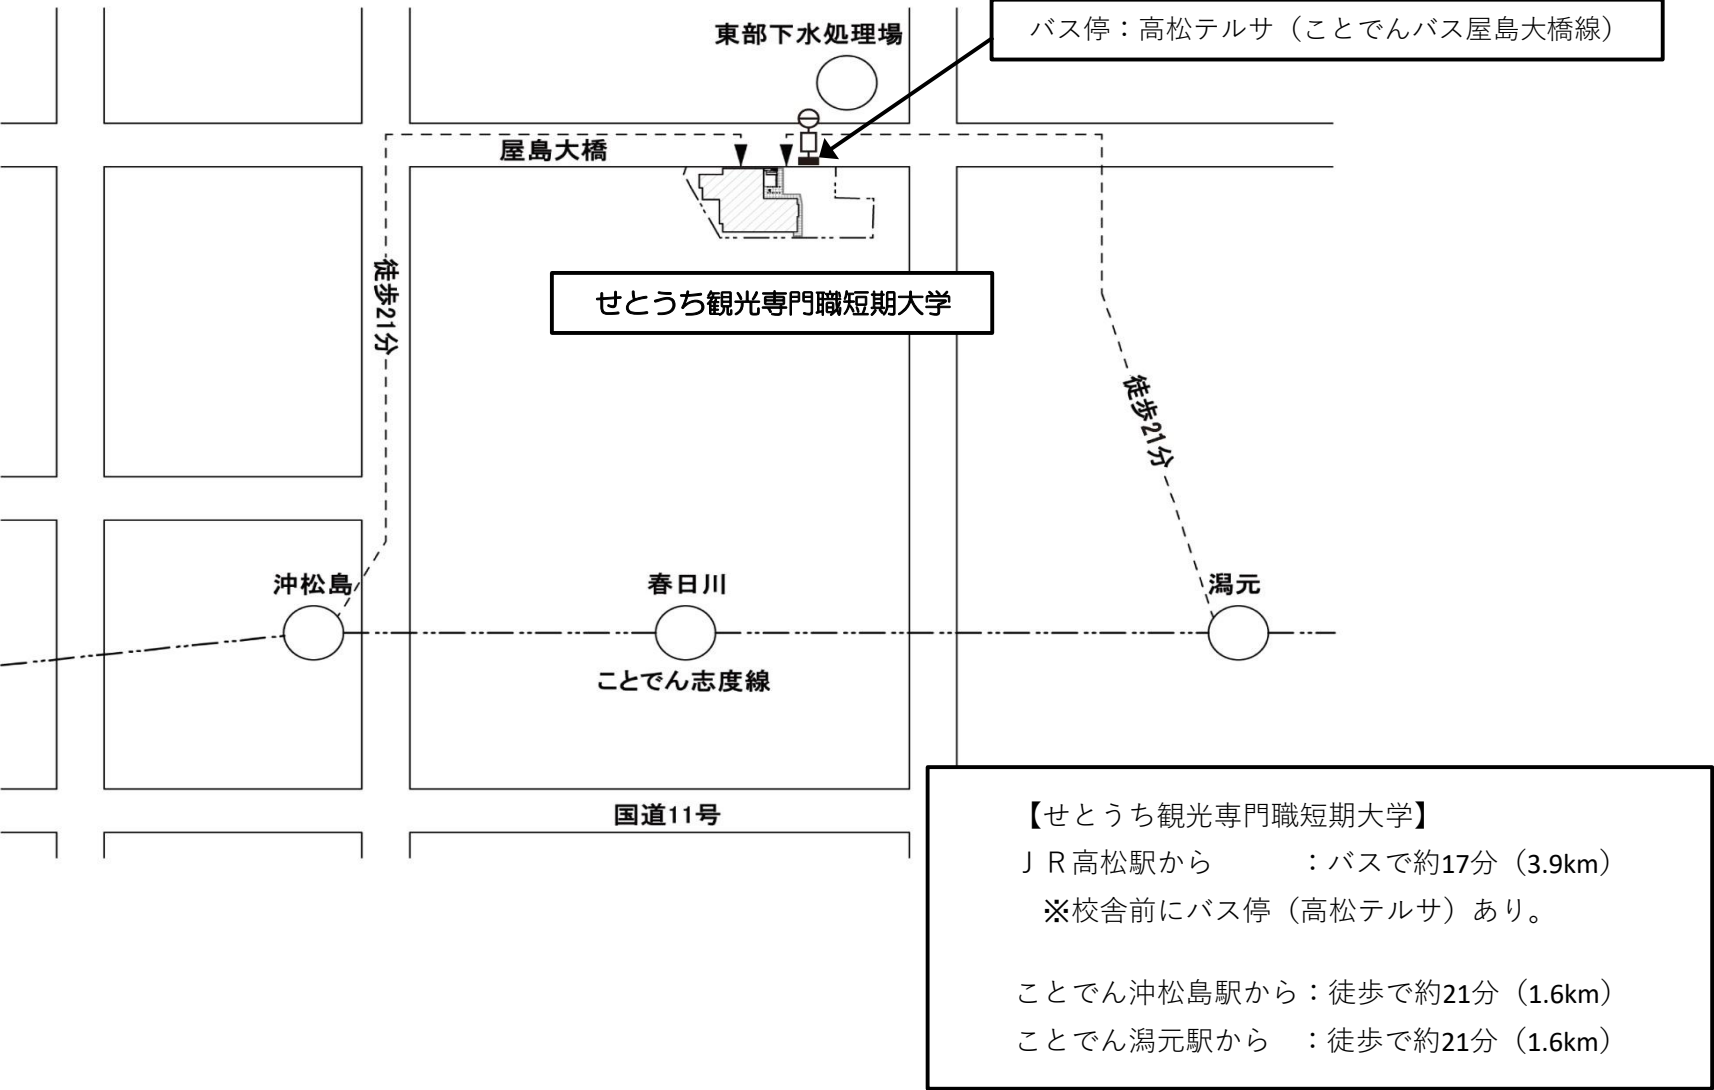 バス停：高松テルサ（ことでんバス屋島大橋線）
東部下水処理場
屋島大橋
徒歩21分
せとうち観光専門職短期大学
徒歩21分
沖松島
春日川
潟元
ことでん志度線
国道11号
【せとうち観光専門職短期大学】
ＪＲ高松駅から　　　：バスで約17分（3.9km）
※校舎前にバス停（高松テルサ）あり。
ことでん沖松島駅から：徒歩で約21分（1.6km）
ことでん潟元駅から　：徒歩で約21分（1.6km）